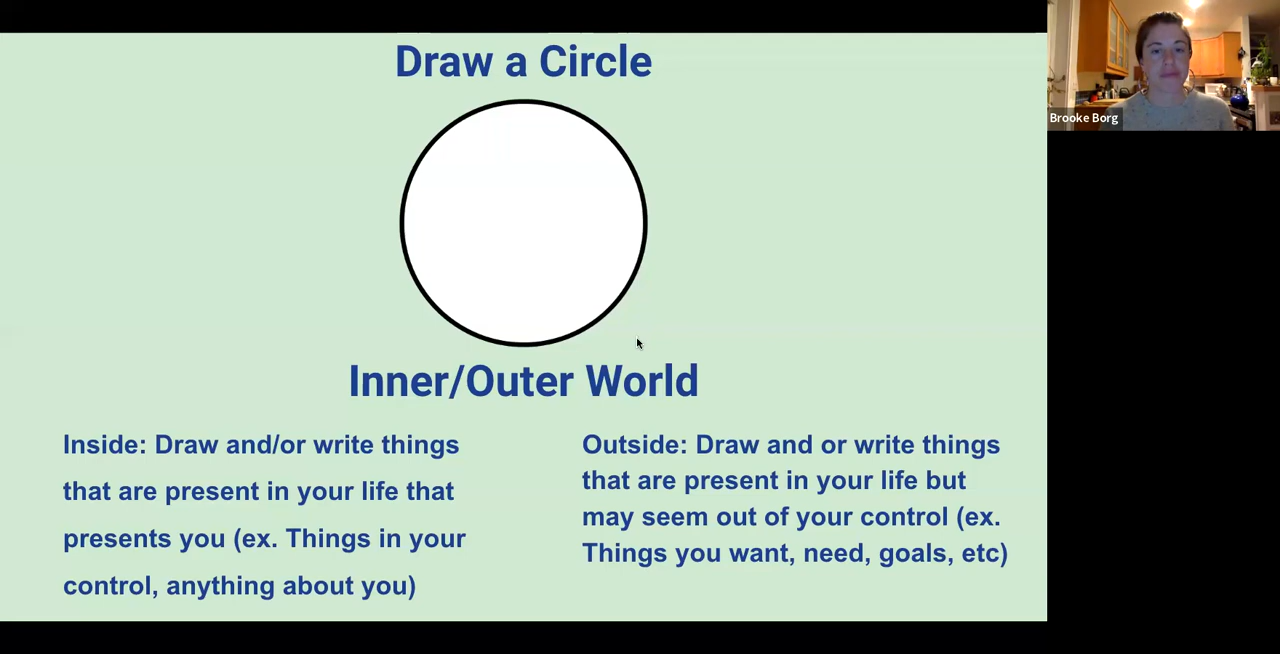 Draw a Circle
Brooke Borg
Inner/Outer World
Inside: Draw and/or write things
that are present in your life that
presents you (ex. Things in your
control, anything about you)
Outside: Draw and or write things
that are present in your life but
may seem out of your control (ex.
Things you want, need, goals, etc)